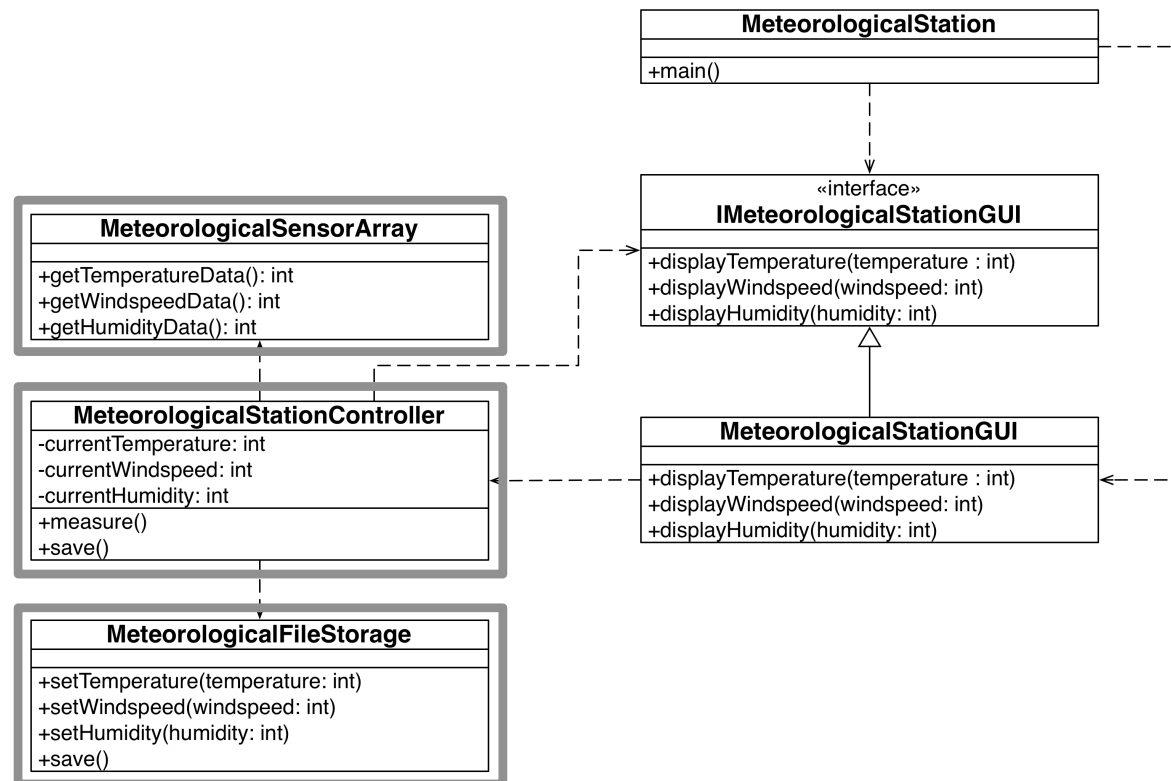 MeteorologicalStation
+main()
«interface»
IMeteorologicalStationGUI
+displayTemperature(temperature : int)
+displayWindspeed(windspeed: int)
+displayHumidity(humidity: int)
MeteorologicalSensorArray
+getTemperatureData(): int
+getWindspeedData(): int
+getHumidityData(): int
MeteorologicalStationController
-currentTemperature: int
-currentWindspeed: int
-currentHumidity: int
+measure()
+save()
MeteorologicalStationGUI
+displayTemperature(temperature : int)
+displayWindspeed(windspeed: int)
+displayHumidity(humidity: int)
MeteorologicalFileStorage
+setTemperature(temperature: int)
+setWindspeed(windspeed: int)
+setHumidity(humidity: int)
+save()